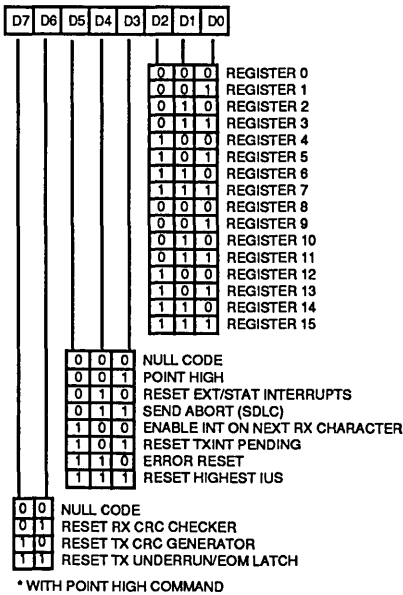 D7 D6 D5 D4 D3 D2 D1 D0
0 0 0 REGISTER 0
0 0 1 REGISTER 1
0 1 0 REGISTER 2
0 1 1 REGISTER 3
1 0 0 REGISTER 4
1 0 1 REGISTER 5
1 1 0 REGISTER 6
1 1 1 REGISTER 7
0 0 0 REGISTER 8
0 0 1 REGISTER 9
0 1 0 REGISTER 10
0 1 1 REGISTER 11
1 0 0 REGISTER 12
1 0 1 REGISTER 13
1 1 0 REGISTER 14
1 1 1 REGISTER 15
0 0 0 NULL CODE
0 0 1 POINT HIGH
0 1 0 RESET EXT/STAT INTERRUPTS
0 1 1 SEND ABORT (SDLC)
1 0 0 ENABLE INT ON NEXT RX CHARACTER
1 0 1 RESET TXINT PENDING
1 1 0 ERROR RESET
1 1 1 RESET HIGHEST IUS
0 0 NULL CODE
0 1 RESET RX CRC CHECKER
1 0 RESET TX CRC GENERATOR
1 1 RESET TX UNDERRUN/EOM LATCH
* WITH POINT HIGH COMMAND